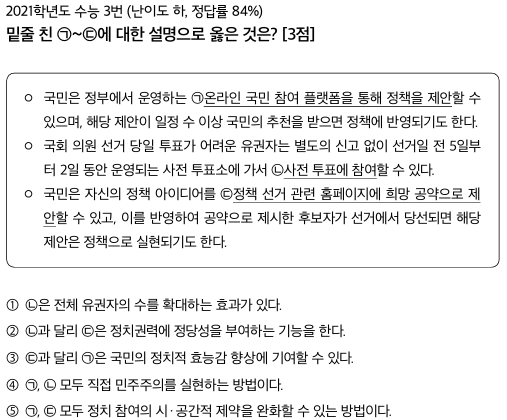 2021학년도 수능 3번 (난이도 하, 정답률 84%)
밑줄 친 ㉠~㉢에 대한 설명으로 옳은 것은? [3점]
○ 국민은 정부에서 운영하는 ㉠온라인 국민 참여 플랫폼을 통해 정책을 제안할 수
있으며, 해당 제안이 일정 수 이상 국민의 추천을 받으면 정책에 반영되기도 한다.
○ 국회 의원 선거 당일 투표가 어려운 유권자는 별도의 신고 없이 선거일 전 5일부
터 2일 동안 운영되는 사전 투표소에 가서 ㉡사전 투표에 참여할 수 있다.
○ 국민은 자신의 정책 아이디어를 ㉢정책 선거 관련 홈페이지에 희망 공약으로 제
안할 수 있고, 이를 반영하여 공약으로 제시한 후보자가 선거에서 당선되면 해당
제안은 정책으로 실현되기도 한다.
① ㉡은 전체 유권자의 수를 확대하는 효과가 있다.
② ㉡과 달리 ㉢은 정치권력에 정당성을 부여하는 기능을 한다.
③ ㉢과 달리 ㉠은 국민의 정치적 효능감 향상에 기여할 수 있다.
④ ㉠, ㉡ 모두 직접 민주주의를 실현하는 방법이다.
⑤ ㉠, ㉢ 모두 정치 참여의 시·공간적 제약을 완화할 수 있는 방법이다.